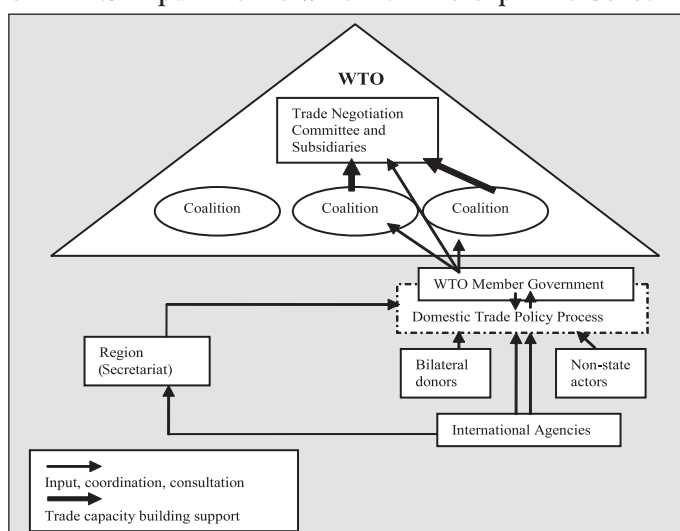 WTO
Trade Negotiation
Committee and
Subsidiaries
Coalition
Coalition
Coalition
WTO Member Government
Domestic Trade Policy Process
Region
(Secretariat)
Bilateral
donors
Non-state
actors
International Agencies
Input, coordination, consultation
Trade capacity building support